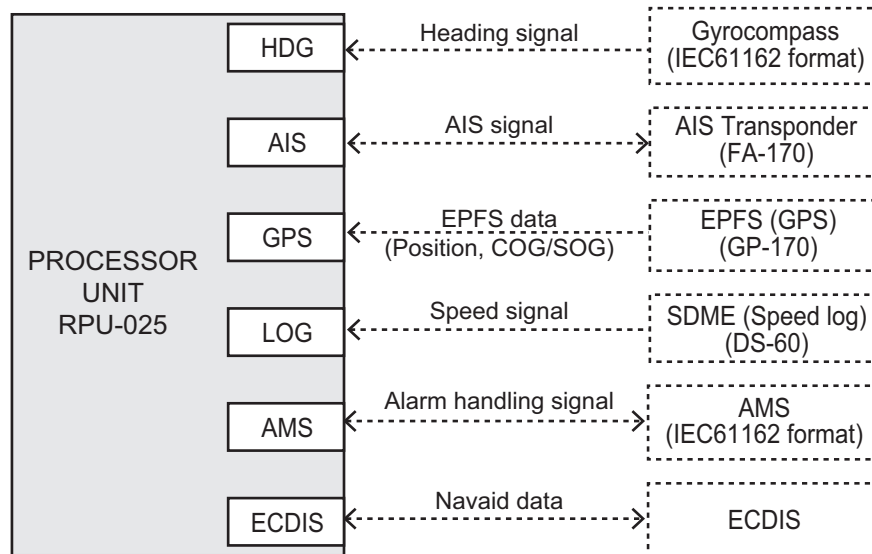 PROCESSOR
UNIT
RPU-025
HDG
Heading signal
Gyrocompass
(IEC61162 format)
AIS
AIS signal
AIS Transponder
(FA-170)
GPS
EPFS data
(Position, COG/SOG)
EPFS (GPS)
(GP-170)
LOG
Speed signal
SDME (Speed log)
(DS-60)
AMS
Alarm handling signal
AMS
(IEC61162 format)
ECDIS
Navaid data
ECDIS